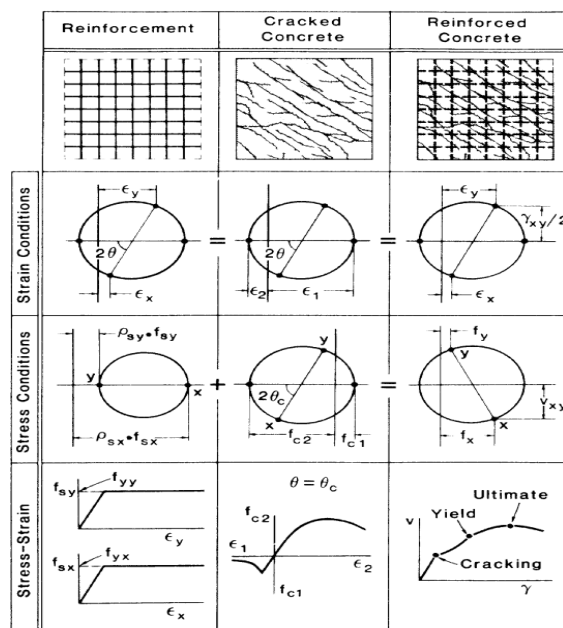 Reinforcement
Cracked
Concrete
Reinforced
Concrete
Strain Conditions
ϵy
2θ
ϵx
=
2θ
ϵ2
ϵ1
=
ϵy
γxy/2
ϵx
Stress Conditions
ρsy•fsy
y
x
ρsx•fsx
+
y
2θc
x
fc2
fc1
=
fy
y
vxy
x
fx
Stress-Strain
fsy
fyy
ϵy
fsx
fyx
ϵx
θ = θc
fc2
ϵ1
ϵ2
fc1
v
Ultimate
Yield
Cracking
γ